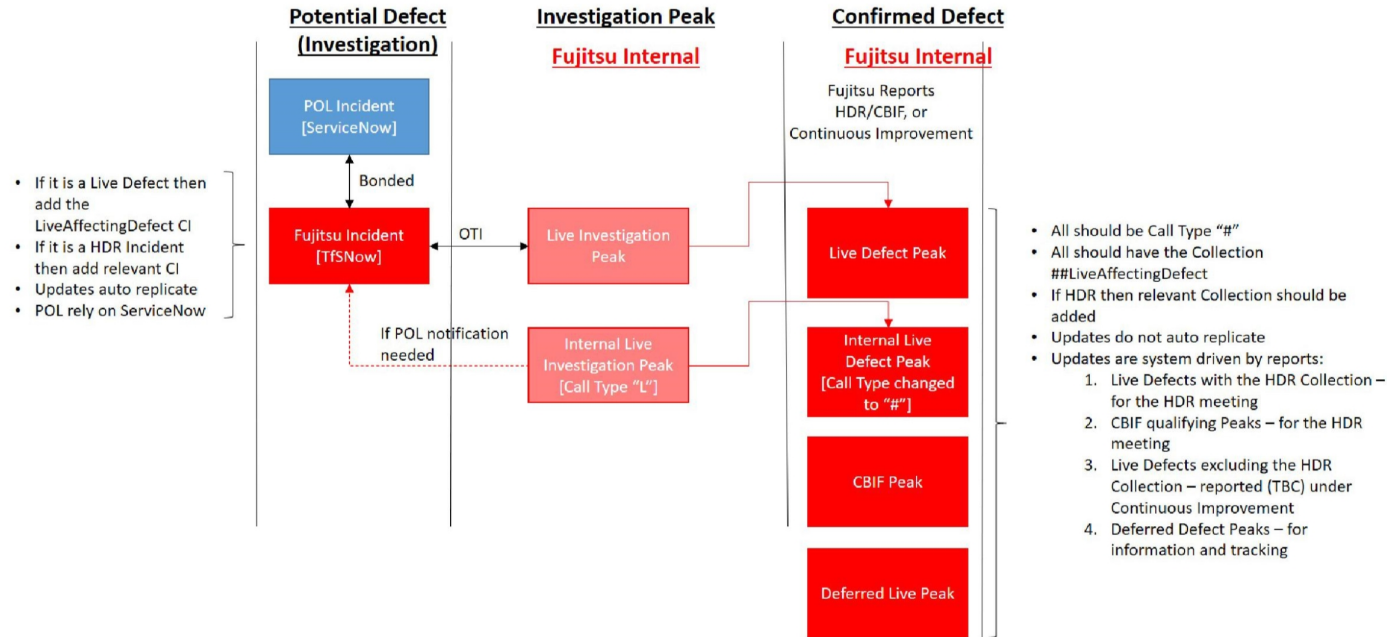 Potential Defect
(Investigation)
Investigation Peak
Fujitsu Internal
Confirmed Defect
Fujitsu Internal
POL Incident
[ServiceNow]
Fujitsu Reports
HDR/CBIF, or
Continuous Improvement
Bonded
• If it is a Live Defect then
add the
LiveAffectingDefect CI
• If it is a HDR Incident
then add relevant CI
• Updates auto replicate
• POL rely on ServiceNow
Fujitsu Incident
[TfSNow]
OTI
Live Investigation
Peak
Live Defect Peak
If POL notification
needed
Internal Live
Investigation Peak
[Call Type “L”]
Internal Live
Defect Peak
[Call Type changed
to “#”]
CBIF Peak
Deferred Live Peak
• All should be Call Type “#”
• All should have the Collection
##LiveAffectingDefect
• If HDR then relevant Collection should be
added
• Updates do not auto replicate
• Updates are system driven by reports:
1. Live Defects with the HDR Collection –
for the HDR meeting
2. CBIF qualifying Peaks – for the HDR
meeting
3. Live Defects excluding the HDR
Collection – reported (TBC) under
Continuous Improvement
4. Deferred Defect Peaks – for
information and tracking